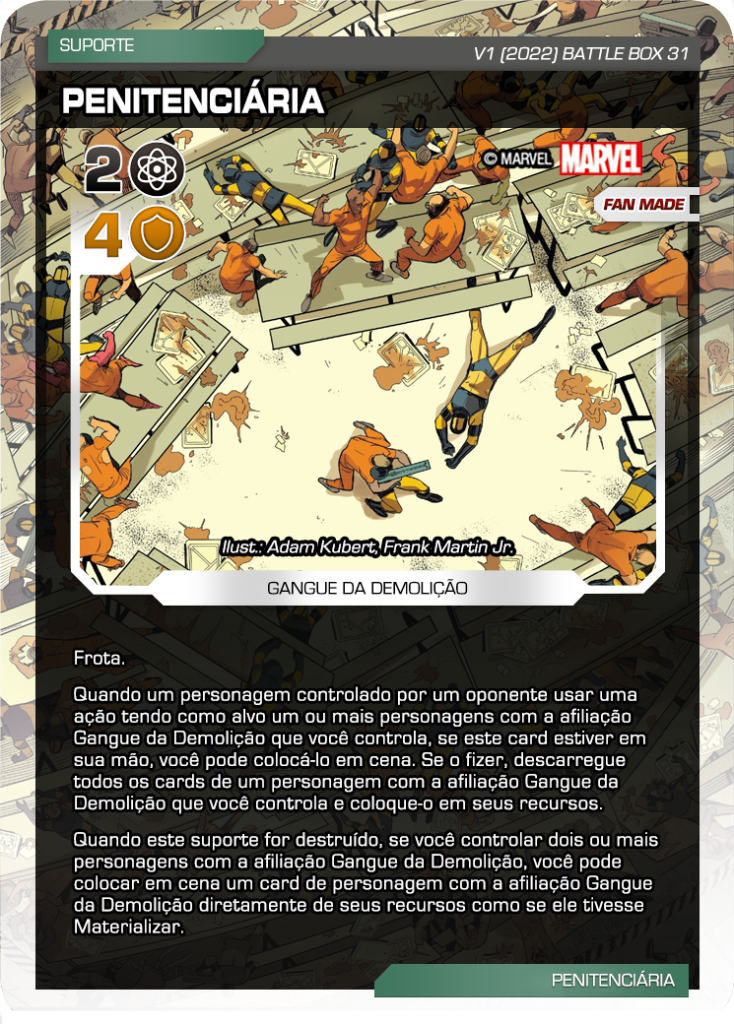 SUPORTE
V1 (2022) BATTLE BOX 31
PENITENCIÁRIA
2
© MARVEL MARVEL
FAN MADE
4
Ilust.: Adam Kubert, Frank Martin Jr.
GANGUE DA DEMOLIÇÃO
Frota.
Quando um personagem controlado por um oponente usar uma
ação tendo como alvo um ou mais personagens com a afiliação
Gangue da Demolição que você controla, se este card estiver em
sua mão, você pode colocá-lo em cena. Se o fizer, descarregue
todos os cards de um personagem com a afiliação Gangue da
Demolição que você controla e coloque-o em seus recursos.
Quando este suporte for destruído, se você controlar dois ou mais
personagens com a afiliação Gangue da Demolição, você pode
colocar em cena um card de personagem com a afiliação Gangue
da Demolição diretamente de seus recursos como se ele tivesse
Materializar.
PENITENCIÁRIA